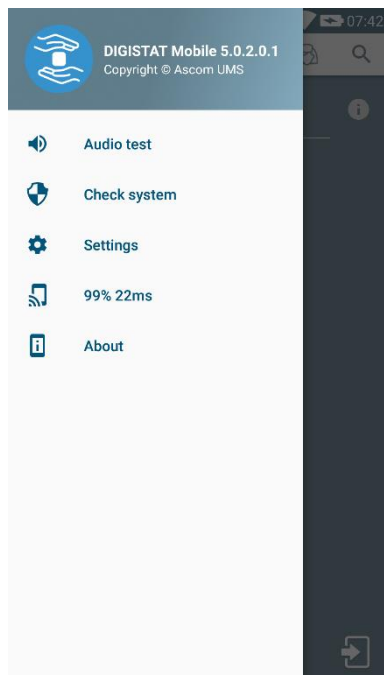 07:42
DIGISTAT Mobile 5.0.2.0.1
Copyright © Ascom UMS
Audio test
Check system
Settings
99% 22ms
About